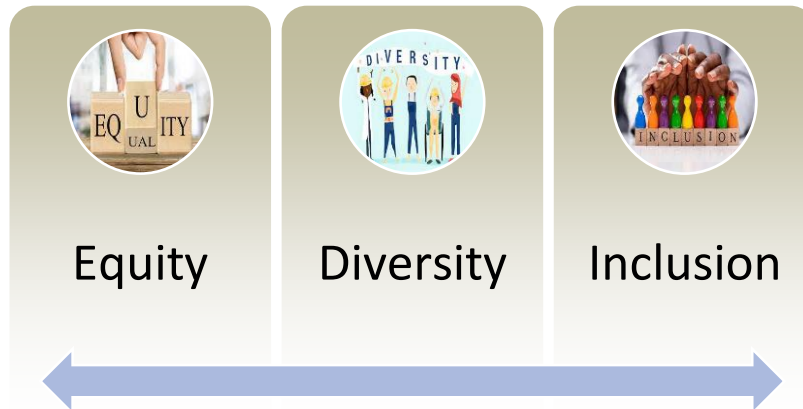 EQ U ITY
UAL
DIVERSITY
INCLUSION
Equity
Diversity
Inclusion